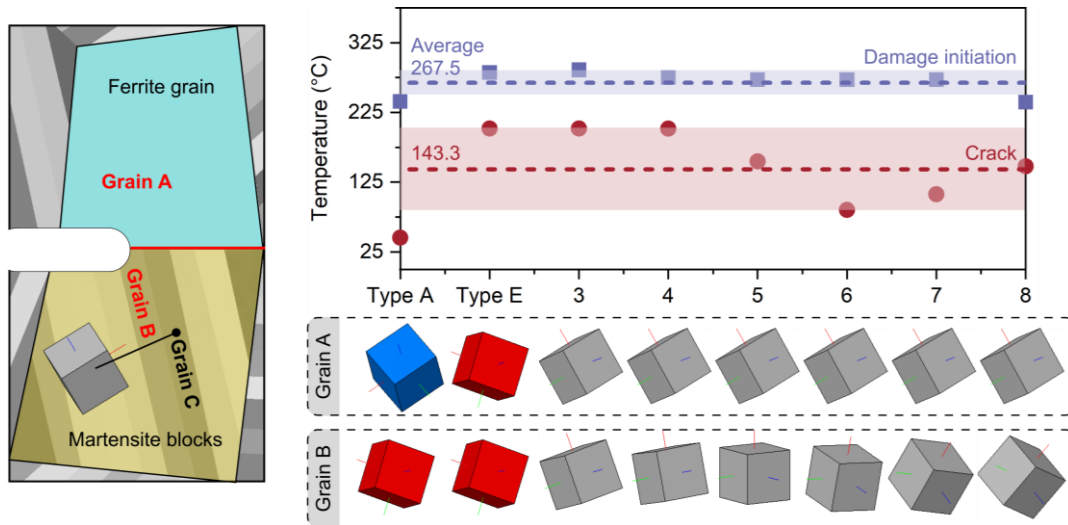 Ferrite grain
Grain A
Grain B
Grain C
Martensite blocks
Temperature (°C)
325
225
125
25
Average
267.5
Damage initiation
143.3
Crack
Type A Type E 3 4 5 6 7 8
Grain A
Grain B